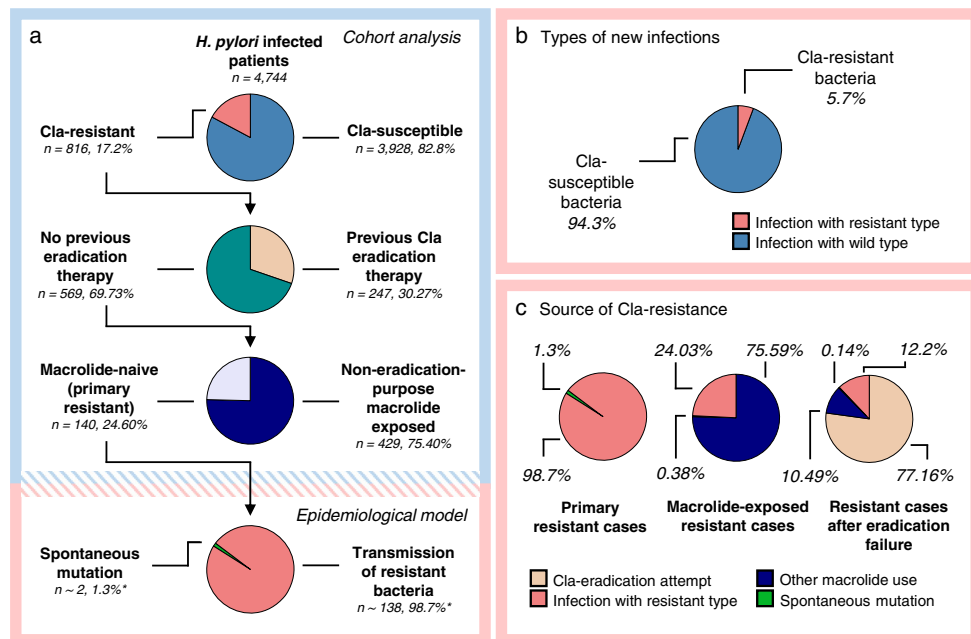 a
Cohort analysis
H. pylori infected
patients
n = 4,744
Cla-resistant
n = 816, 17.2%
Cla-susceptible
n = 3,928, 82.8%
No previous
eradication
therapy
n = 569, 69.73%
Previous Cla
eradication
therapy
n = 247, 30.27%
Macrolide-naive
(primary
resistant)
n = 140, 24.60%
Non-eradication-
purpose
macrolide
exposed
n = 429, 75.40%
Epidemiological model
Spontaneous
mutation
n ~ 2, 1.3%*
Transmission
of resistant
bacteria
n ~ 138, 98.7%*
b Types of new infections
Cla-resistant
bacteria
5.7%
Cla-
susceptible
bacteria
94.3%
Infection with resistant type
Infection with wild type
c Source of Cla-resistance
1.3%
98.7%
Primary
resistant cases
24.03%
75.59%
0.38%
Macrolide-exposed
resistant cases
0.14%
12.2%
10.49%
77.16%
Resistant cases
after eradication
failure
Cla-eradication attempt
Infection with resistant type
Other macrolide use
Spontaneous mutation